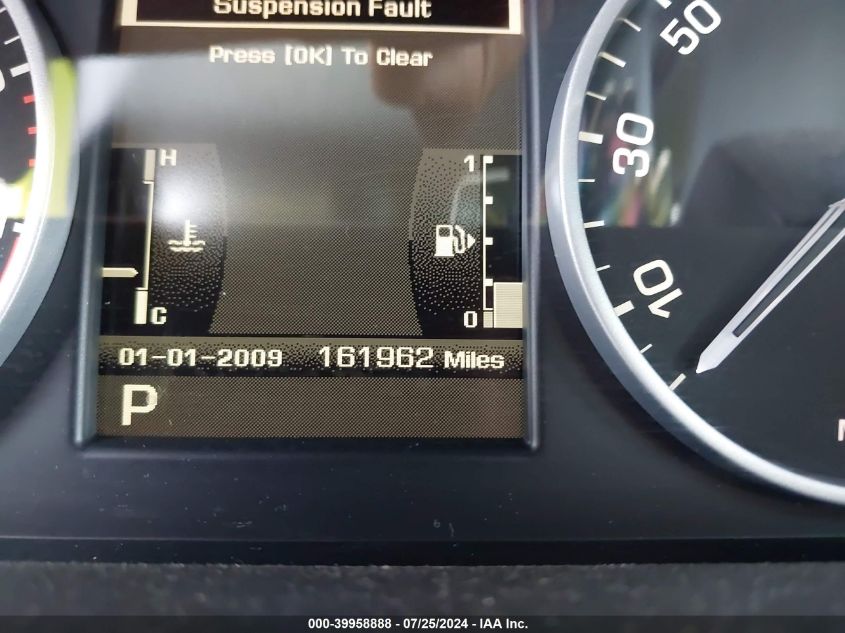 Suspension Fault
Press [OK] To Clear
H
1
50
30
10
C
0
01-01-2009 161962 Miles
P
000-39958888 - 07/25/2024 - IAA Inc.